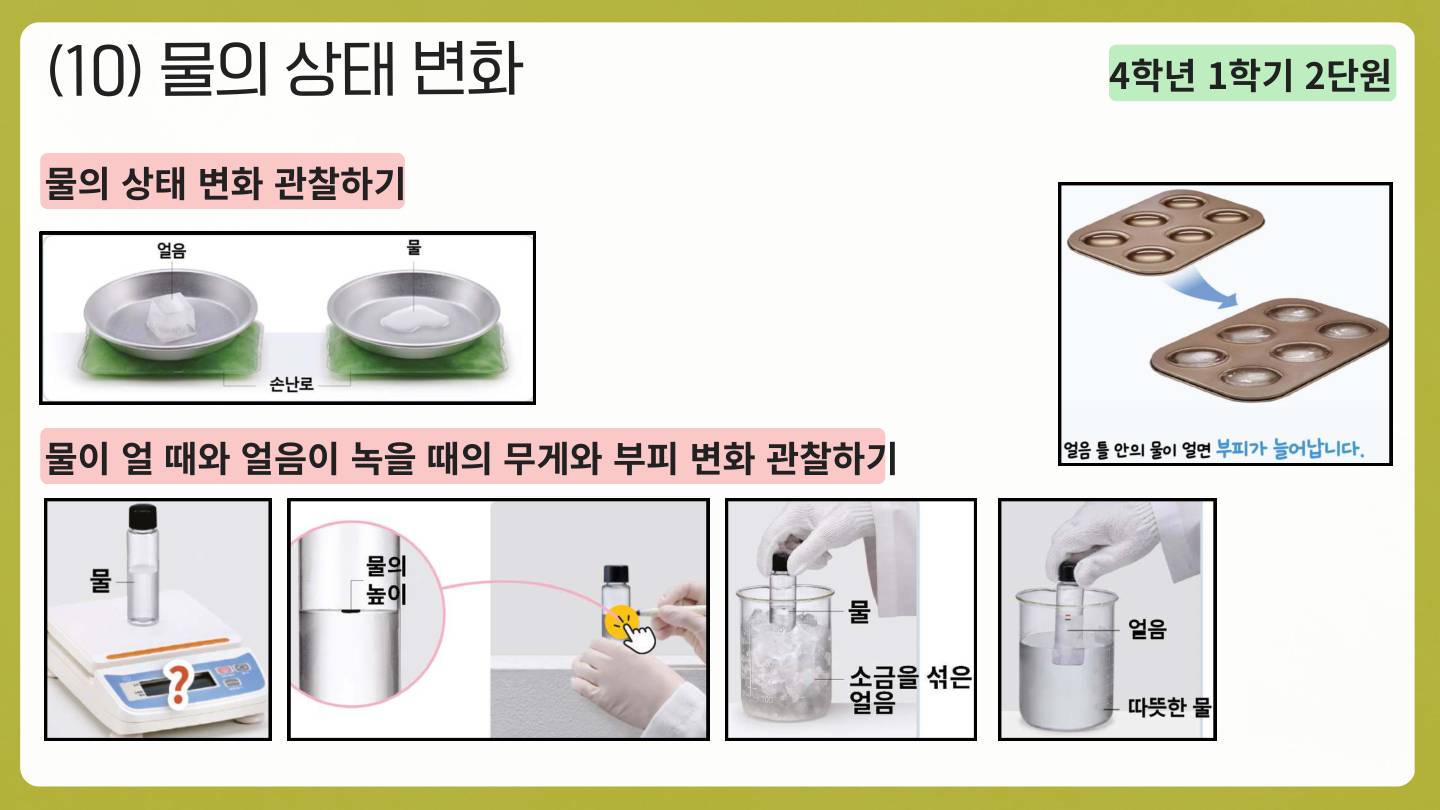 (10) 물의 상태 변화
4학년 1학기 2단원
물의 상태 변화 관찰하기
얼음
물
손난로
얼음 틀 안의 물이 얼면 부피가 늘어납니다.
물이 얼 때와 얼음이 녹을 때의 무게와 부피 변화 관찰하기
물
?
물의
높이
물
소금을 섞은
얼음
얼음
따뜻한 물